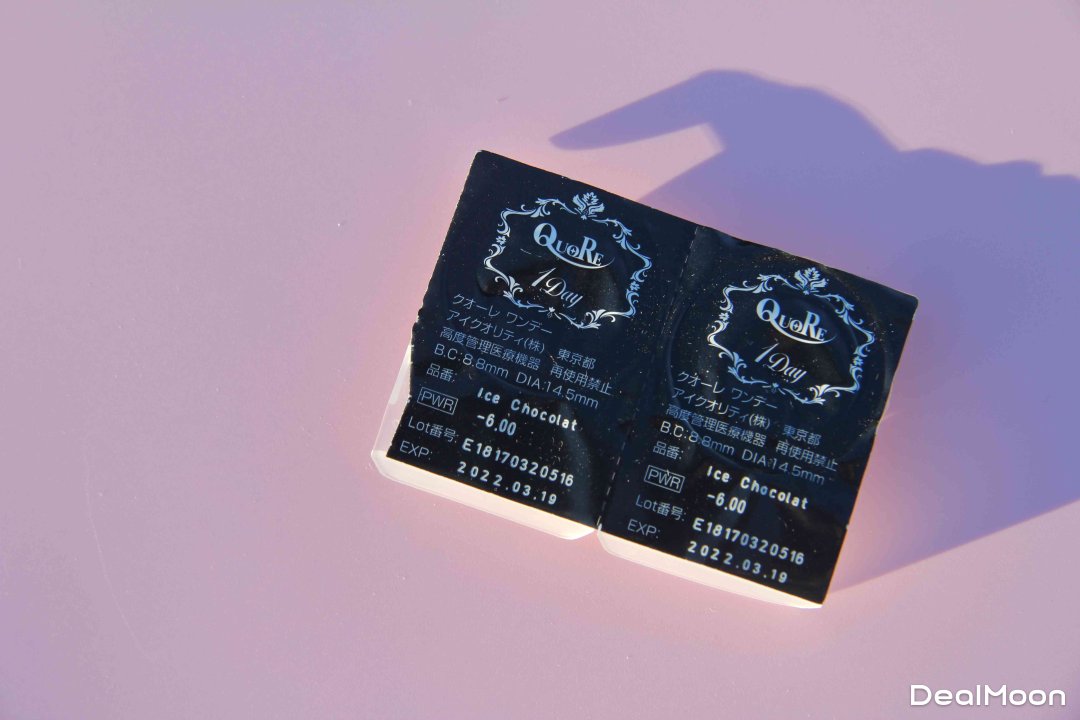 QUORE
1Day
クオーレ ワンデー
アイクオリティ(株) 東京都
高度管理医療機器 再使用禁止
B.C:8.8mm DIA:14.5mm
品番: Ice Chocolat
PWR -6.00
Lot番号: E18170320516
EXP: 2022.03.19
QUORE
1Day
クオーレ ワンデー
アイクオリティ(株) 東京都
高度管理医療機器 再使用禁止
B.C:8.8mm DIA:14.5mm
品番: Ice Chocolat
PWR -6.00
Lot番号: E18170320516
EXP: 2022.03.19
DealMoon